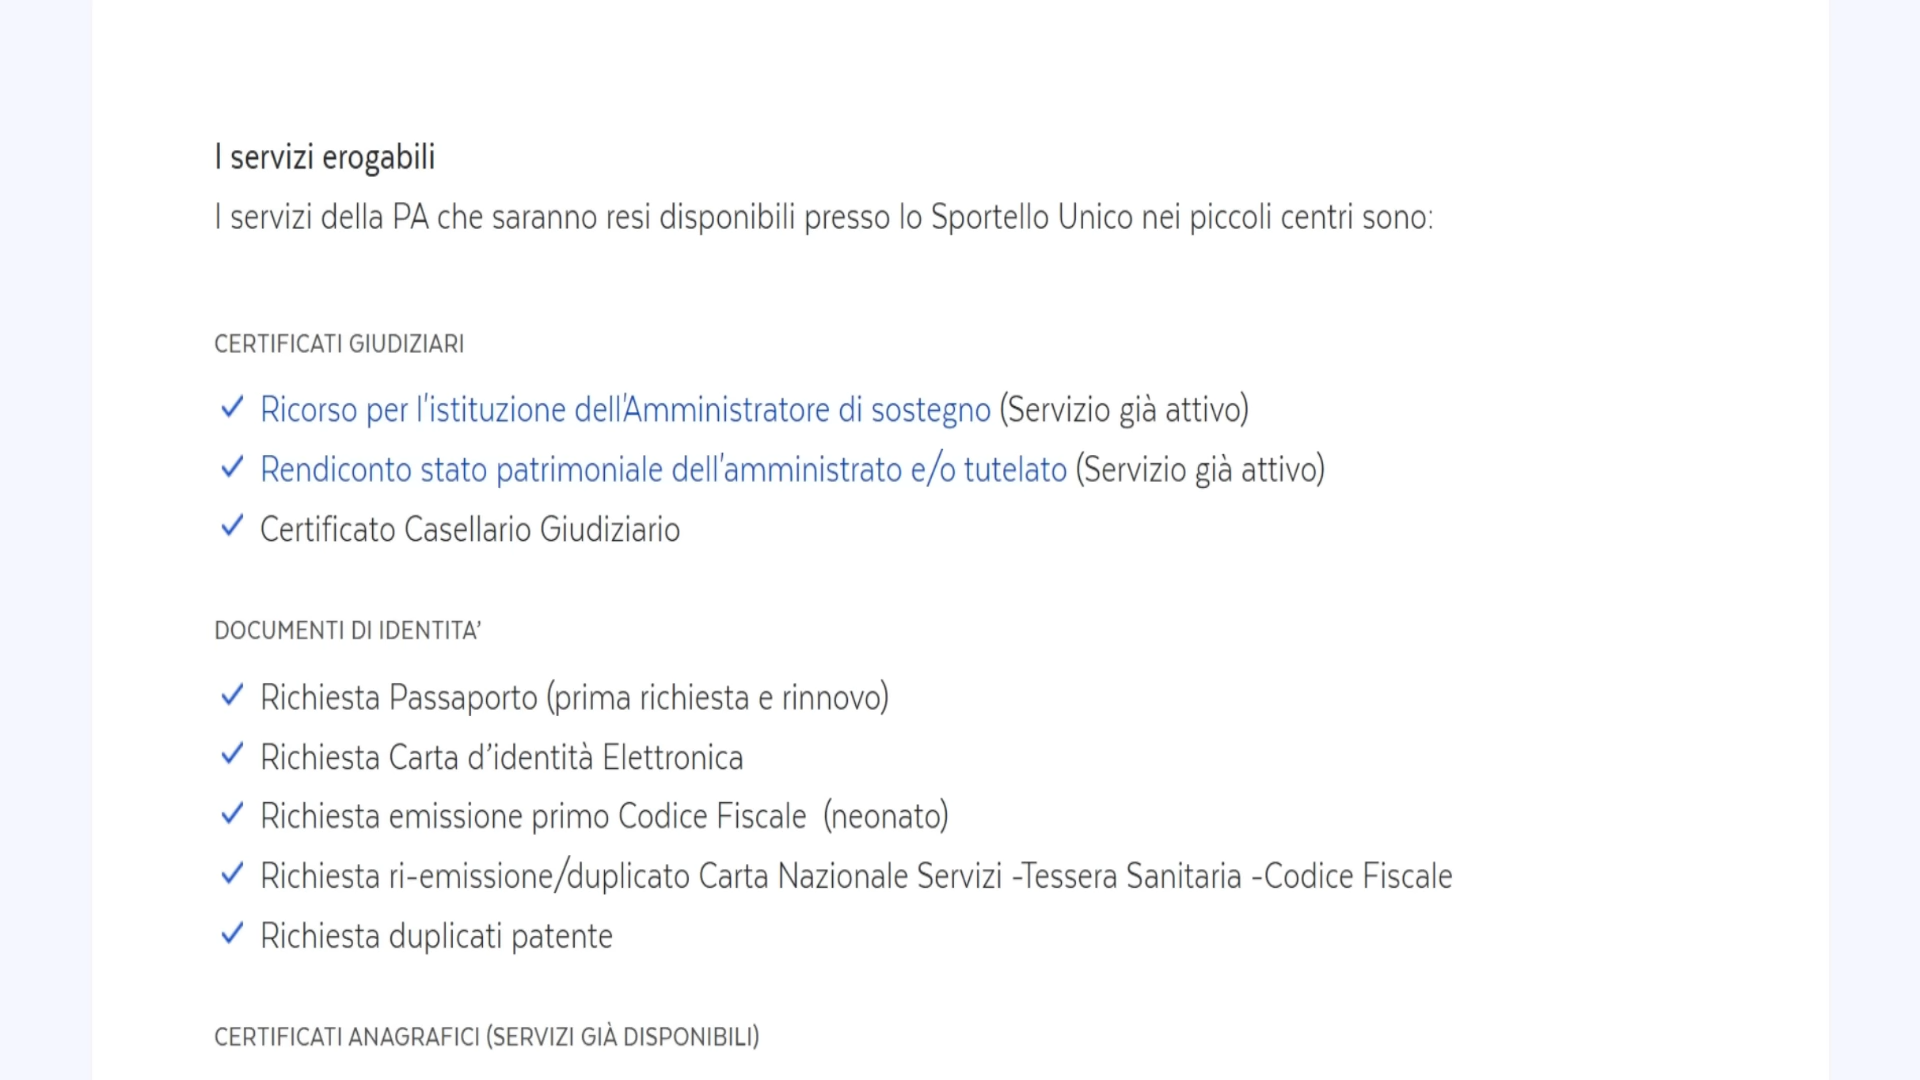 I servizi erogabili
I servizi della PA che saranno resi disponibili presso lo Sportello Unico nei piccoli centri sono:
CERTIFICATI GIUDIZIARI
Ricorso per l'istituzione dell'Amministratore di sostegno (Servizio già attivo)
Rendiconto stato patrimoniale dell'amministrato e/o tutelato (Servizio già attivo)
Certificato Casellario Giudiziario
DOCUMENTI DI IDENTITA’
Richiesta Passaporto (prima richiesta e rinnovo)
Richiesta Carta d’identità Elettronica
Richiesta emissione primo Codice Fiscale (neonato)
Richiesta ri-emissione/duplicato Carta Nazionale Servizi -Tessera Sanitaria -Codice Fiscale
Richiesta duplicati patente
CERTIFICATI ANAGRAFICI (SERVIZI GIÀ DISPONIBILI)